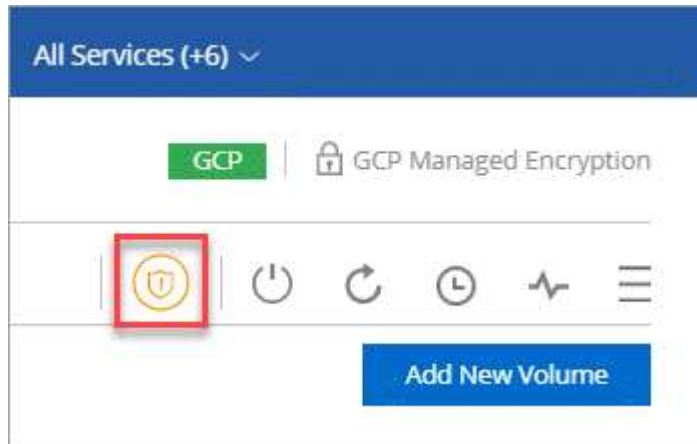 All Services (+6)
GCP
GCP Managed Encryption
Add New Volume